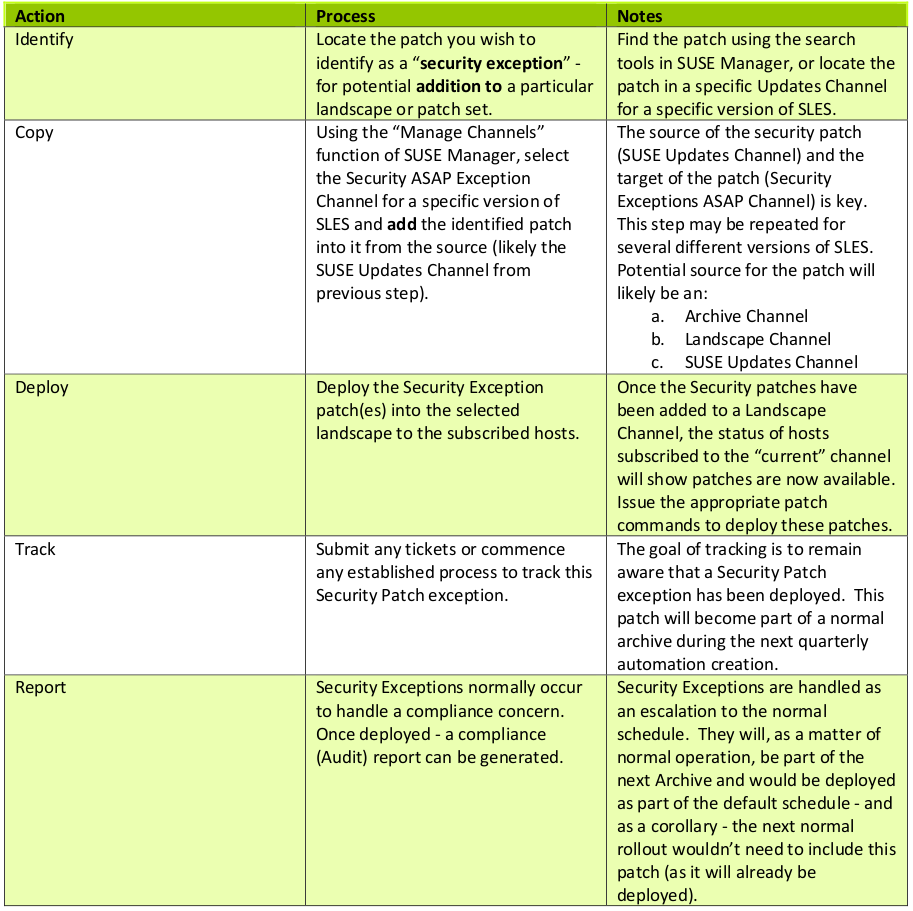 Action
Process
Notes
Identify
Locate the patch you wish to
identify as a “security exception” -
for potential addition to a particular
landscape or patch set.
Find the patch using the search
tools in SUSE Manager, or locate the
patch in a specific Updates Channel
for a specific version of SLES.
Copy
Using the “Manage Channels”
function of SUSE Manager, select
the Security ASAP Exception
Channel for a specific version of
SLES and add the identified patch
into it from the source (likely the
SUSE Updates Channel from
previous step).
The source of the security patch
(SUSE Updates Channel) and the
target of the patch (Security
Exceptions ASAP Channel) is key.
This step may be repeated for
several different versions of SLES.
Potential source for the patch will
likely be an:
a. Archive Channel
b. Landscape Channel
c. SUSE Updates Channel
Deploy
Deploy the Security Exception
patch(es) into the selected
landscape to the subscribed hosts.
Once the Security patches have
been added to a Landscape
Channel, the status of hosts
subscribed to the “current” channel
will show patches are now available.
Issue the appropriate patch
commands to deploy these patches.
Track
Submit any tickets or commence
any established process to track this
Security Patch exception.
The goal of tracking is to remain
aware that a Security Patch
exception has been deployed. This
patch will become part of a normal
archive during the next quarterly
automation creation.
Report
Security Exceptions normally occur
to handle a compliance concern.
Once deployed - a compliance
(Audit) report can be generated.
Security Exceptions are handled as
an escalation to the normal
schedule. They will, as a matter of
normal operation, be part of the
next Archive and would be deployed
as part of the default schedule - and
as a corollary - the next normal
rollout wouldn’t need to include this
patch (as it will already be
deployed).